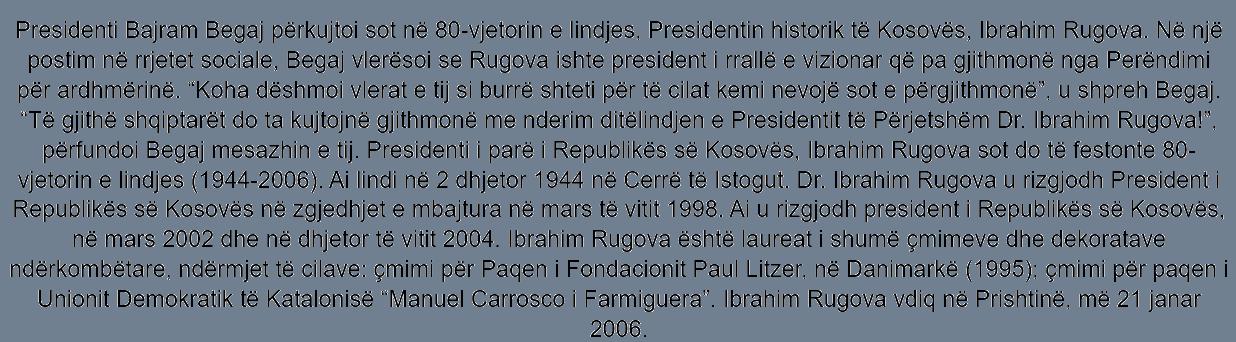 Presidenti Bajram Begaj përkujtoi sot në 80-vjetorin e lindjes, Presidentin historik të Kosovës, Ibrahim Rugova. Në një
postim në rrjetet sociale, Begaj vlerësoi se Rugova ishte president i rrallë e vizionar që pa gjithmonë nga Perëndimi
për ardhmërinë. “Koha dëshmoi vlerat e tij si burrë shteti për të cilat kemi nevojë sot e përgjithmonë”, u shpreh Begaj.
“Të gjithë shqiptarët do ta kujtojnë gjithmonë me nderim ditëlindjen e Presidentit të Përjetshëm Dr. Ibrahim Rugova!”,
përfundoi Begaj mesazhin e tij. Presidenti i parë i Republikës së Kosovës, Ibrahim Rugova sot do të festonte 80-
vjetorin e lindjes (1944-2006). Ai lindi në 2 dhjetor 1944 në Cerrë të Istogut. Dr. Ibrahim Rugova u rizgjodh President i
Republikës së Kosovës në zgjedhjet e mbajtura në mars të vitit 1998. Ai u rizgjodh president i Republikës së Kosovës,
në mars 2002 dhe në dhjetor të vitit 2004. Ibrahim Rugova është laureat i shumë çmimeve dhe dekoratave
ndërkombëtare, ndërmjet të cilave: çmimi për Paqen i Fondacionit Paul Litzer, në Danimarkë (1995); çmimi për paqen i
Unionit Demokratik të Katalonisë “Manuel Carrosco i Farmiguera”. Ibrahim Rugova vdiq në Prishtinë, më 21 janar
2006.